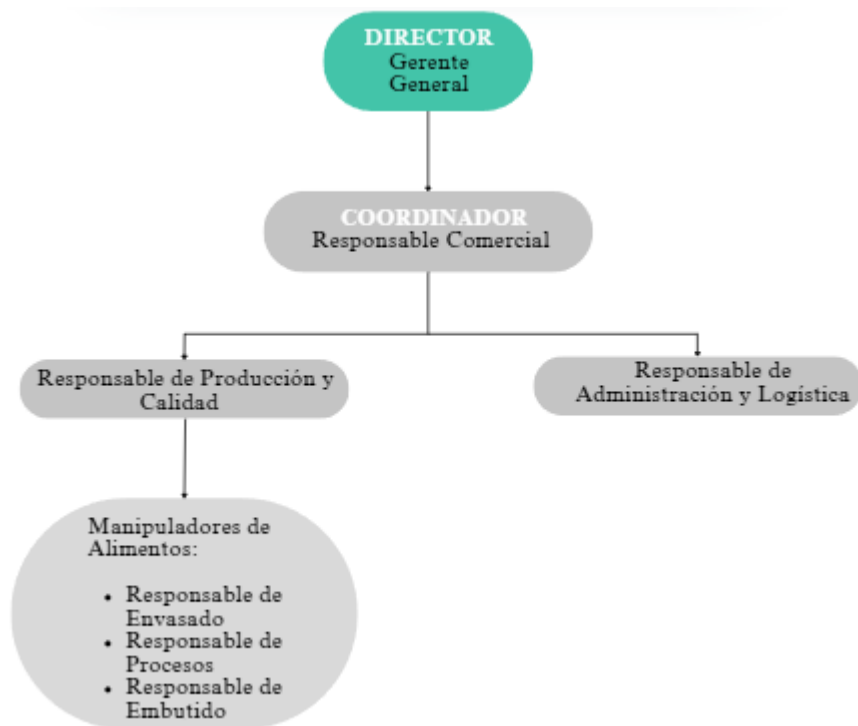 DIRECTOR
Gerente
General
COORDINADOR
Responsable Comercial
Responsable de Producción y
Calidad
Responsable de
Administración y Logística
Manipuladores de
Alimentos:
• Responsable de
Envasado
• Responsable de
Procesos
• Responsable de
Embutido